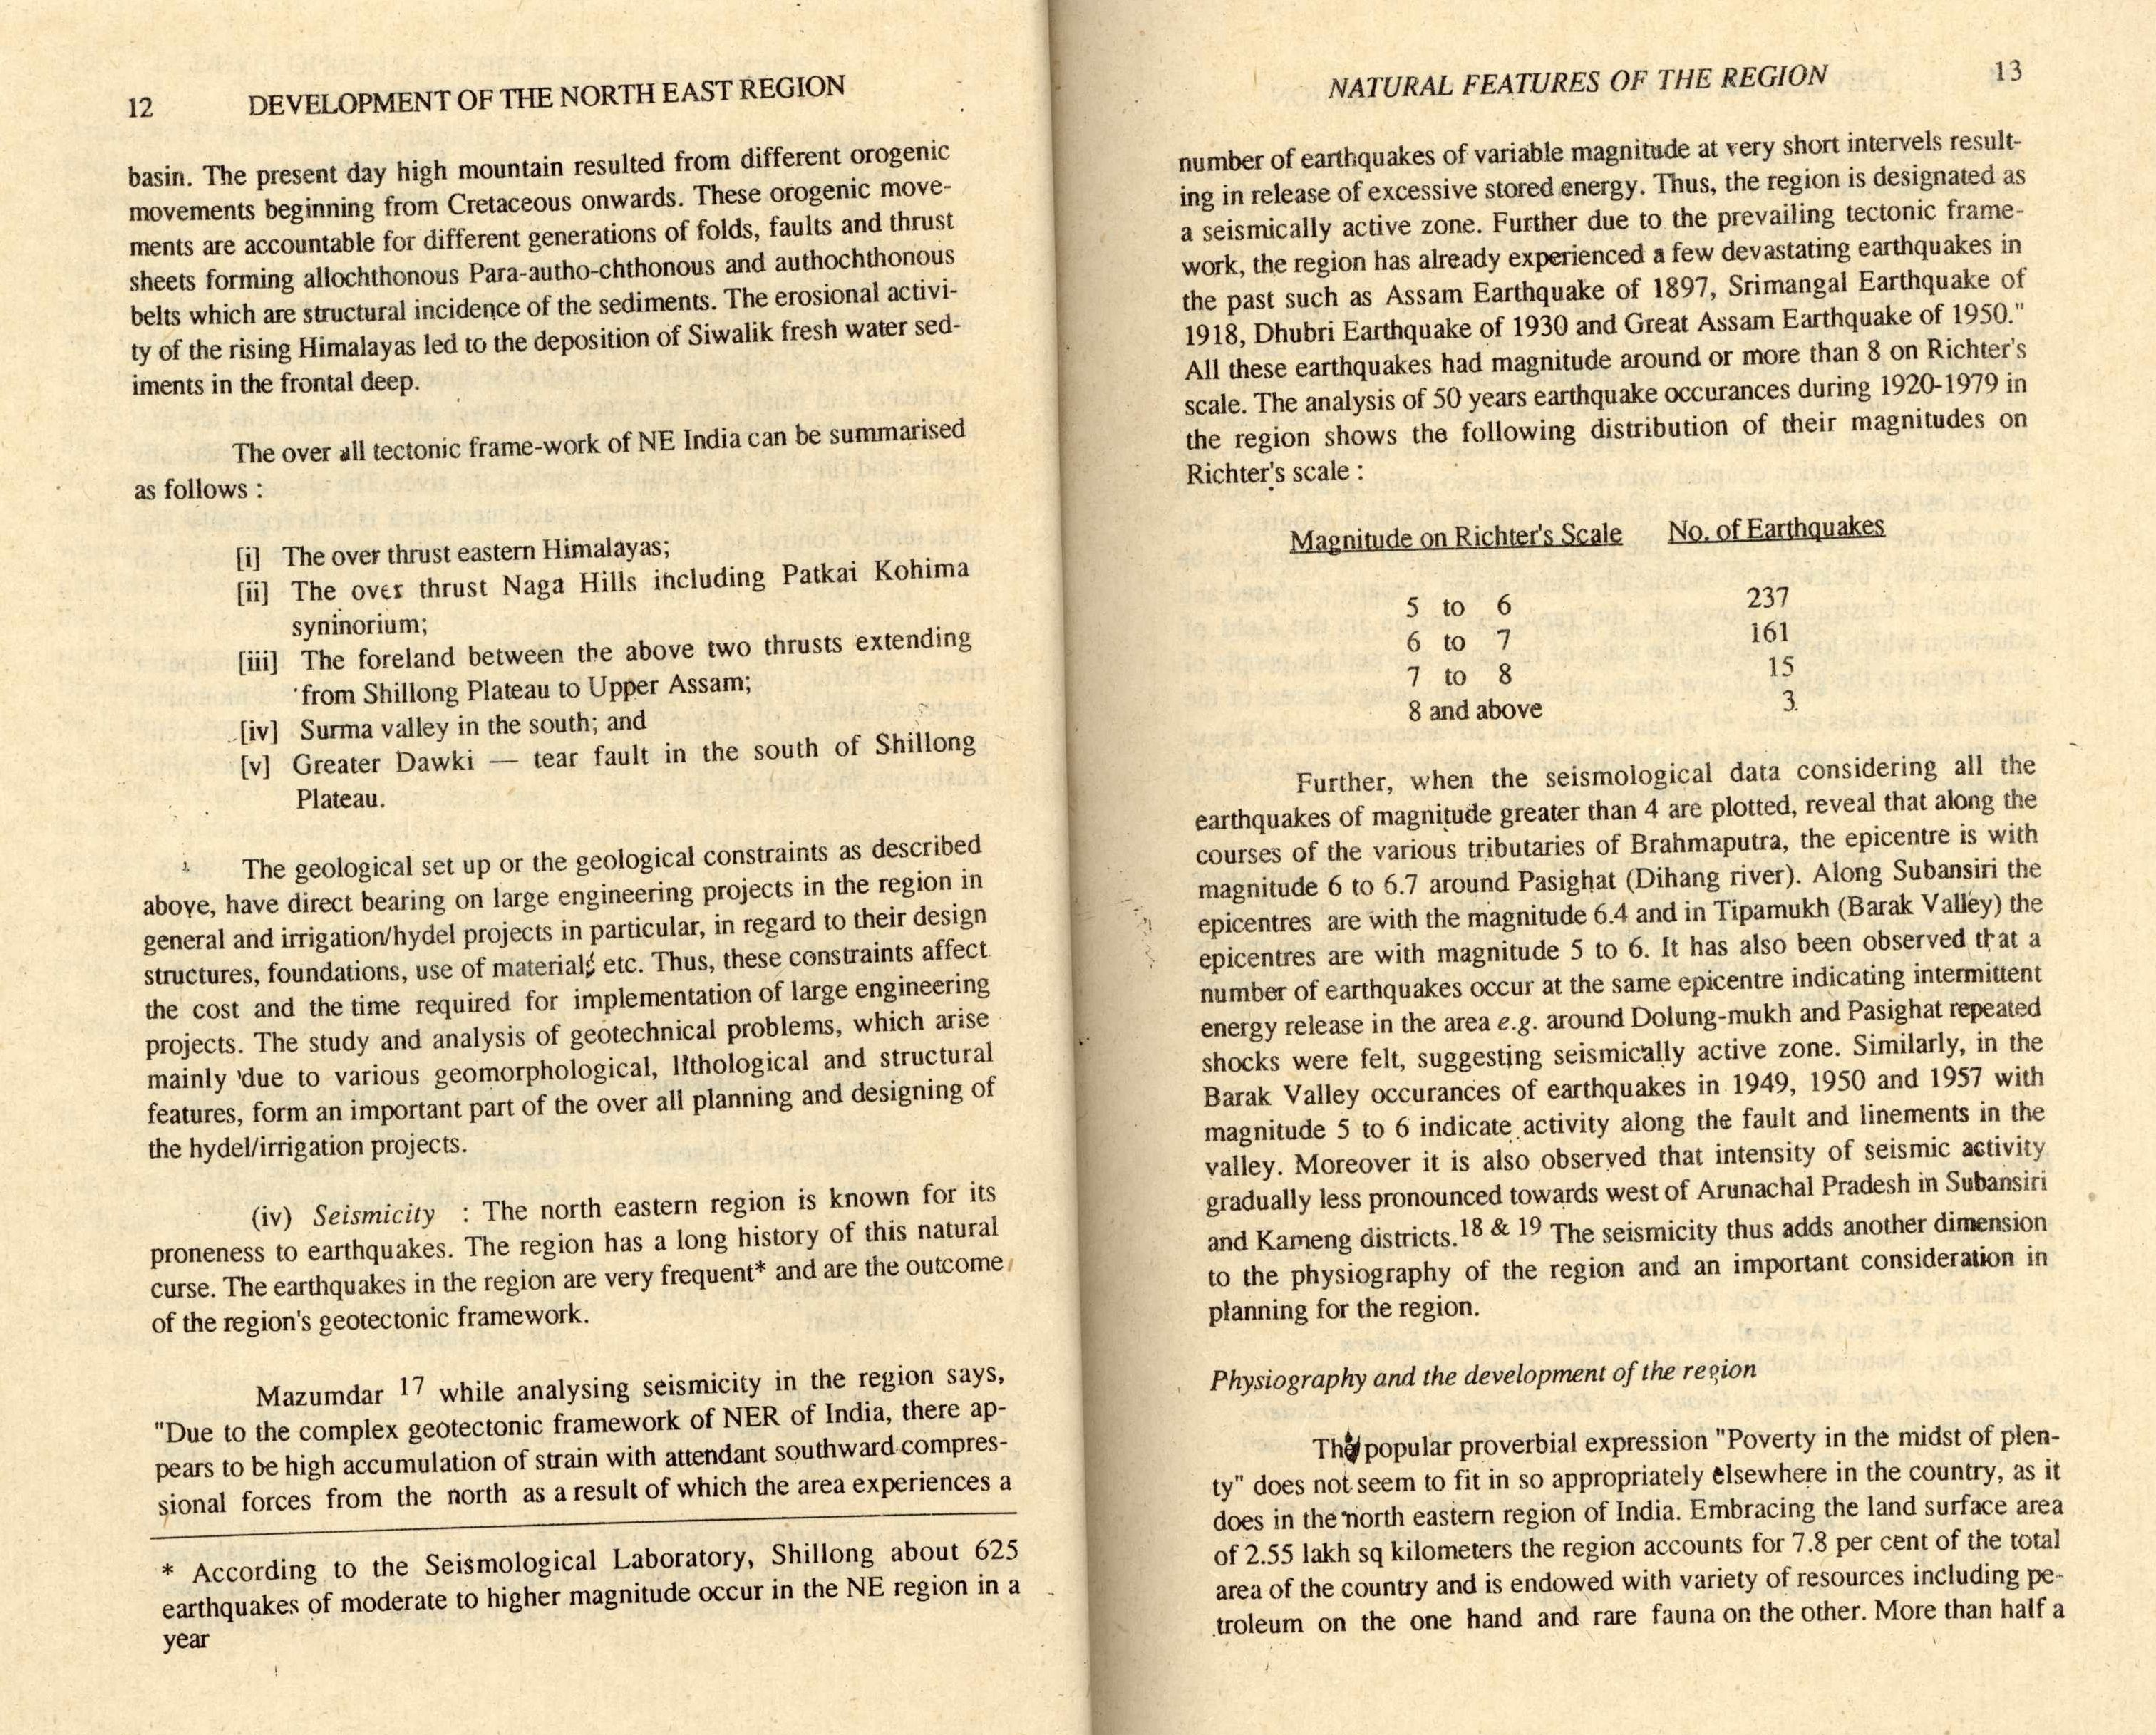 12 DEVELOPMENT OF THE NORTH EAST REGION
basin. The present day high mountain resulted from different orogenic
movements beginning from Cretaceous onwards. These orogenic move-
ments are accountable for different generations of folds, faults and thrust
sheets forming allochthonous Para-autho-chthonous and authochthonous
belts which are structural incidence of the sediments. The erosional activi-
ty of the rising Himalayas led to the deposition of Siwalik fresh water sed-
iments in the frontal deep.
The over all tectonic frame-work of NE India can be summarised
as follows :
[i] The over thrust eastern Himalayas;
[ii] The over thrust Naga Hills including Patkai Kohima
syninorium;
[iii] The foreland between the above two thrusts extending
from Shillong Plateau to Upper Assam;
[iv] Surma valley in the south; and
[v] Greater Dawki — tear fault in the south of Shillong
Plateau.
The geological set up or the geological constraints as described
above, have direct bearing on large engineering projects in the region in
general and irrigation/hydel projects in particular, in regard to their design
structures, foundations, use of materials etc. Thus, these constraints affect
the cost and the time required for implementation of large engineering
projects. The study and analysis of geotechnical problems, which arise
mainly 'due to various geomorphological, lithological and structural
features, form an important part of the over all planning and designing of
the hydel/irrigation projects.
(iv) Seismicity : The north eastern region is known for its
proneness to earthquakes. The region has a long history of this natural
curse. The earthquakes in the region are very frequent* and are the outcome
of the region's geotectonic framework.
Mazumdar 17 while analysing seismicity in the region says,
"Due to the complex geotectonic framework of NER of India, there ap-
pears to be high accumulation of strain with attendant southward compres-
sional forces from the north as a result of which the area experiences a
* According to the Seismological Laboratory, Shillong about 625
earthquakes of moderate to higher magnitude occur in the NE region in a
year
NATURAL FEATURES OF THE REGION 13
number of earthquakes of variable magnitude at very short intervels result-
ing in release of excessive stored energy. Thus, the region is designated as
a seismically active zone. Further due to the prevailing tectonic frame-
work, the region has already experienced a few devastating earthquakes in
the past such as Assam Earthquake of 1897, Srimangal Earthquake of
1918, Dhubri Earthquake of 1930 and Great Assam Earthquake of 1950."
All these earthquakes had magnitude around or more than 8 on Richter's
scale. The analysis of 50 years earthquake occurances during 1920-1979 in
the region shows the following distribution of their magnitudes on
Richter's scale :
Magnitude on Richter's Scale No. of Earthquakes
5 to 6 237
6 to 7 161
7 to 8 15
8 and above 3
Further, when the seismological data considering all the
earthquakes of magnitude greater than 4 are plotted, reveal that along the
courses of the various tributaries of Brahmaputra, the epicentre is with
magnitude 6 to 6.7 around Pasighat (Dihang river). Along Subansiri the
epicentres are with the magnitude 6.4 and in Tipamukh (Barak Valley) the
epicentres are with magnitude 5 to 6. It has also been observed that a
number of earthquakes occur at the same epicentre indicating intermittent
energy release in the area e.g. around Dolung-mukh and Pasighat repeated
shocks were felt, suggesting seismically active zone. Similarly, in the
Barak Valley occurances of earthquakes in 1949, 1950 and 1957 with
magnitude 5 to 6 indicate activity along the fault and linements in the
valley. Moreover it is also observed that intensity of seismic activity
gradually less pronounced towards west of Arunachal Pradesh in Subansiri
and Kameng districts.18 & 19 The seismicity thus adds another dimension
to the physiography of the region and an important consideration in
planning for the region.
Physiography and the development of the region
The popular proverbial expression "Poverty in the midst of plen-
ty" does not seem to fit in so appropriately elsewhere in the country, as it
does in the north eastern region of India. Embracing the land surface area
of 2.55 lakh sq kilometers the region accounts for 7.8 per cent of the total
area of the country and is endowed with variety of resources including pe-
troleum on the one hand and rare fauna on the other. More than half a